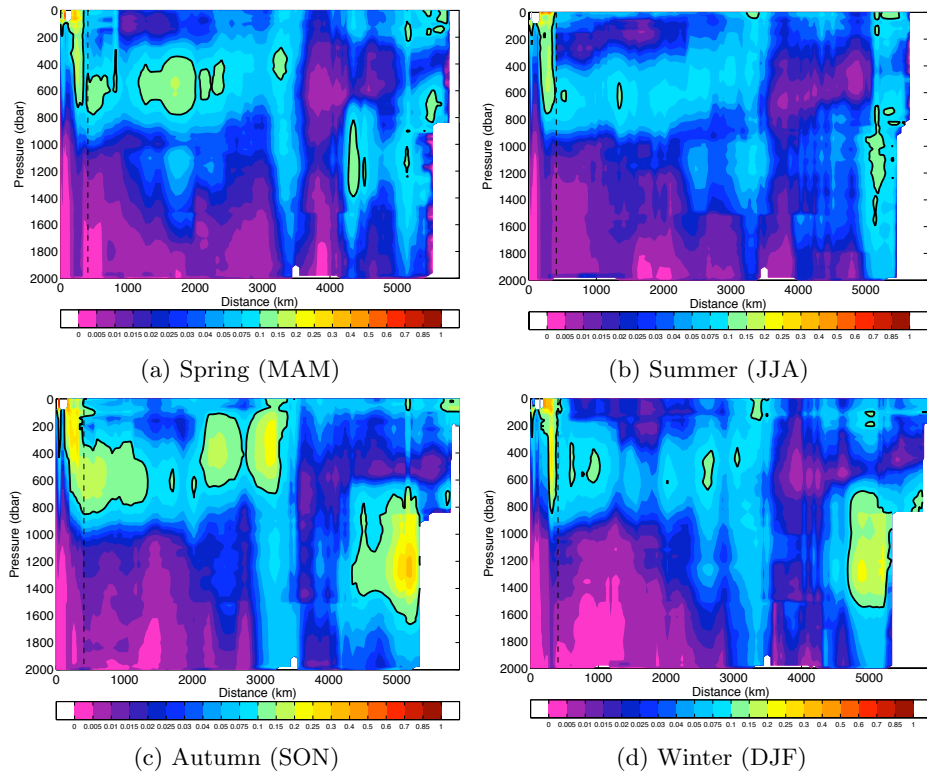 0
200
400
600
800
1000
1200
1400
1600
1800
2000
Pressure (dbar)
0 1000 2000 3000 4000 5000
Distance (km)
0 0.005 0.01 0.015 0.02 0.025 0.03 0.04 0.05 0.075 0.1 0.15 0.2 0.25 0.3 0.4 0.5 0.6 0.7 0.85 1
(a) Spring (MAM)
0
200
400
600
800
1000
1200
1400
1600
1800
2000
Pressure (dbar)
0 1000 2000 3000 4000 5000
Distance (km)
0 0.005 0.01 0.015 0.02 0.025 0.03 0.04 0.05 0.075 0.1 0.15 0.2 0.25 0.3 0.4 0.5 0.6 0.7 0.85 1
(b) Summer (JJA)
0
200
400
600
800
1000
1200
1400
1600
1800
2000
Pressure (dbar)
0 1000 2000 3000 4000 5000
Distance (km)
0 0.005 0.01 0.015 0.02 0.025 0.03 0.04 0.05 0.075 0.1 0.15 0.2 0.25 0.3 0.4 0.5 0.6 0.7 0.85 1
(c) Autumn (SON)
0
200
400
600
800
1000
1200
1400
1600
1800
2000
Pressure (dbar)
0 1000 2000 3000 4000 5000
Distance (km)
0 0.005 0.01 0.015 0.02 0.025 0.03 0.04 0.05 0.075 0.1 0.15 0.2 0.25 0.3 0.4 0.5 0.6 0.7 0.85 1
(d) Winter (DJF)